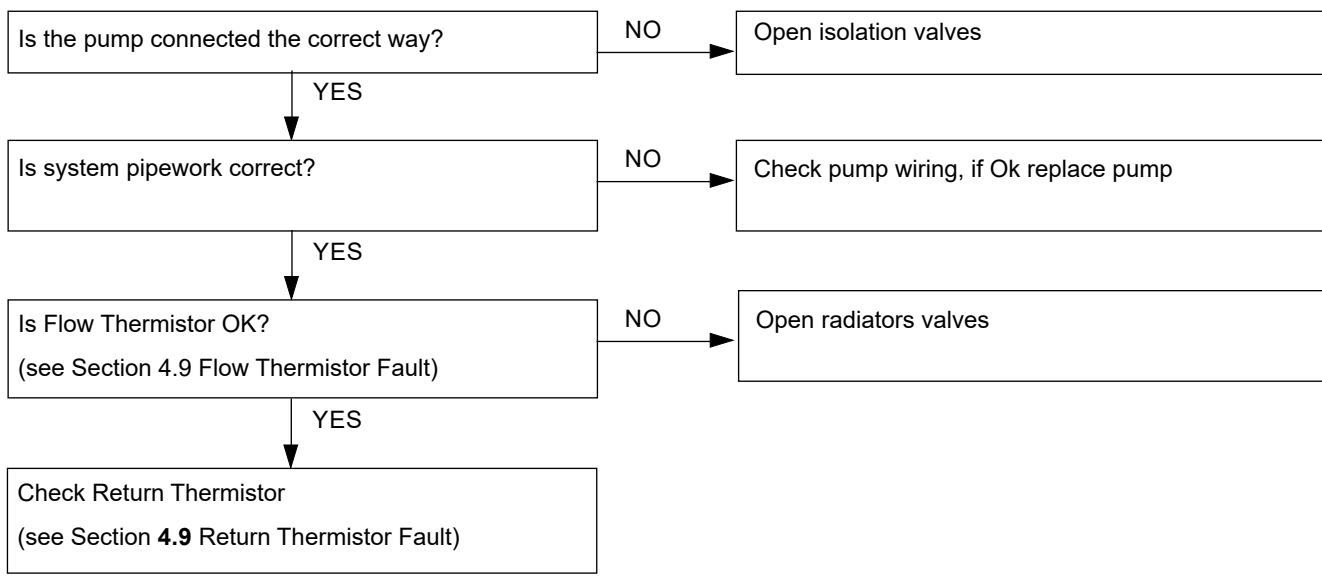 Is the pump connected the correct way?
NO
Open isolation valves
YES
Is system pipework correct?
NO
Check pump wiring, if Ok replace pump
YES
Is Flow Thermistor OK?
(see Section 4.9 Flow Thermistor Fault)
NO
Open radiators valves
YES
Check Return Thermistor
(see Section 4.9 Return Thermistor Fault)